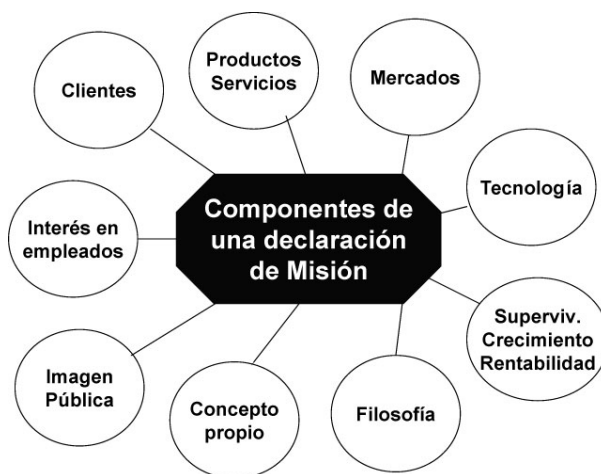 Productos
Servicios
Mercados
Clientes
Tecnología
Componentes de
una declaración
de Misión
Interés en
empleados
Superviv.
Crecimiento
Rentabilidad
Imagen
Pública
Concepto
propio
Filosofía